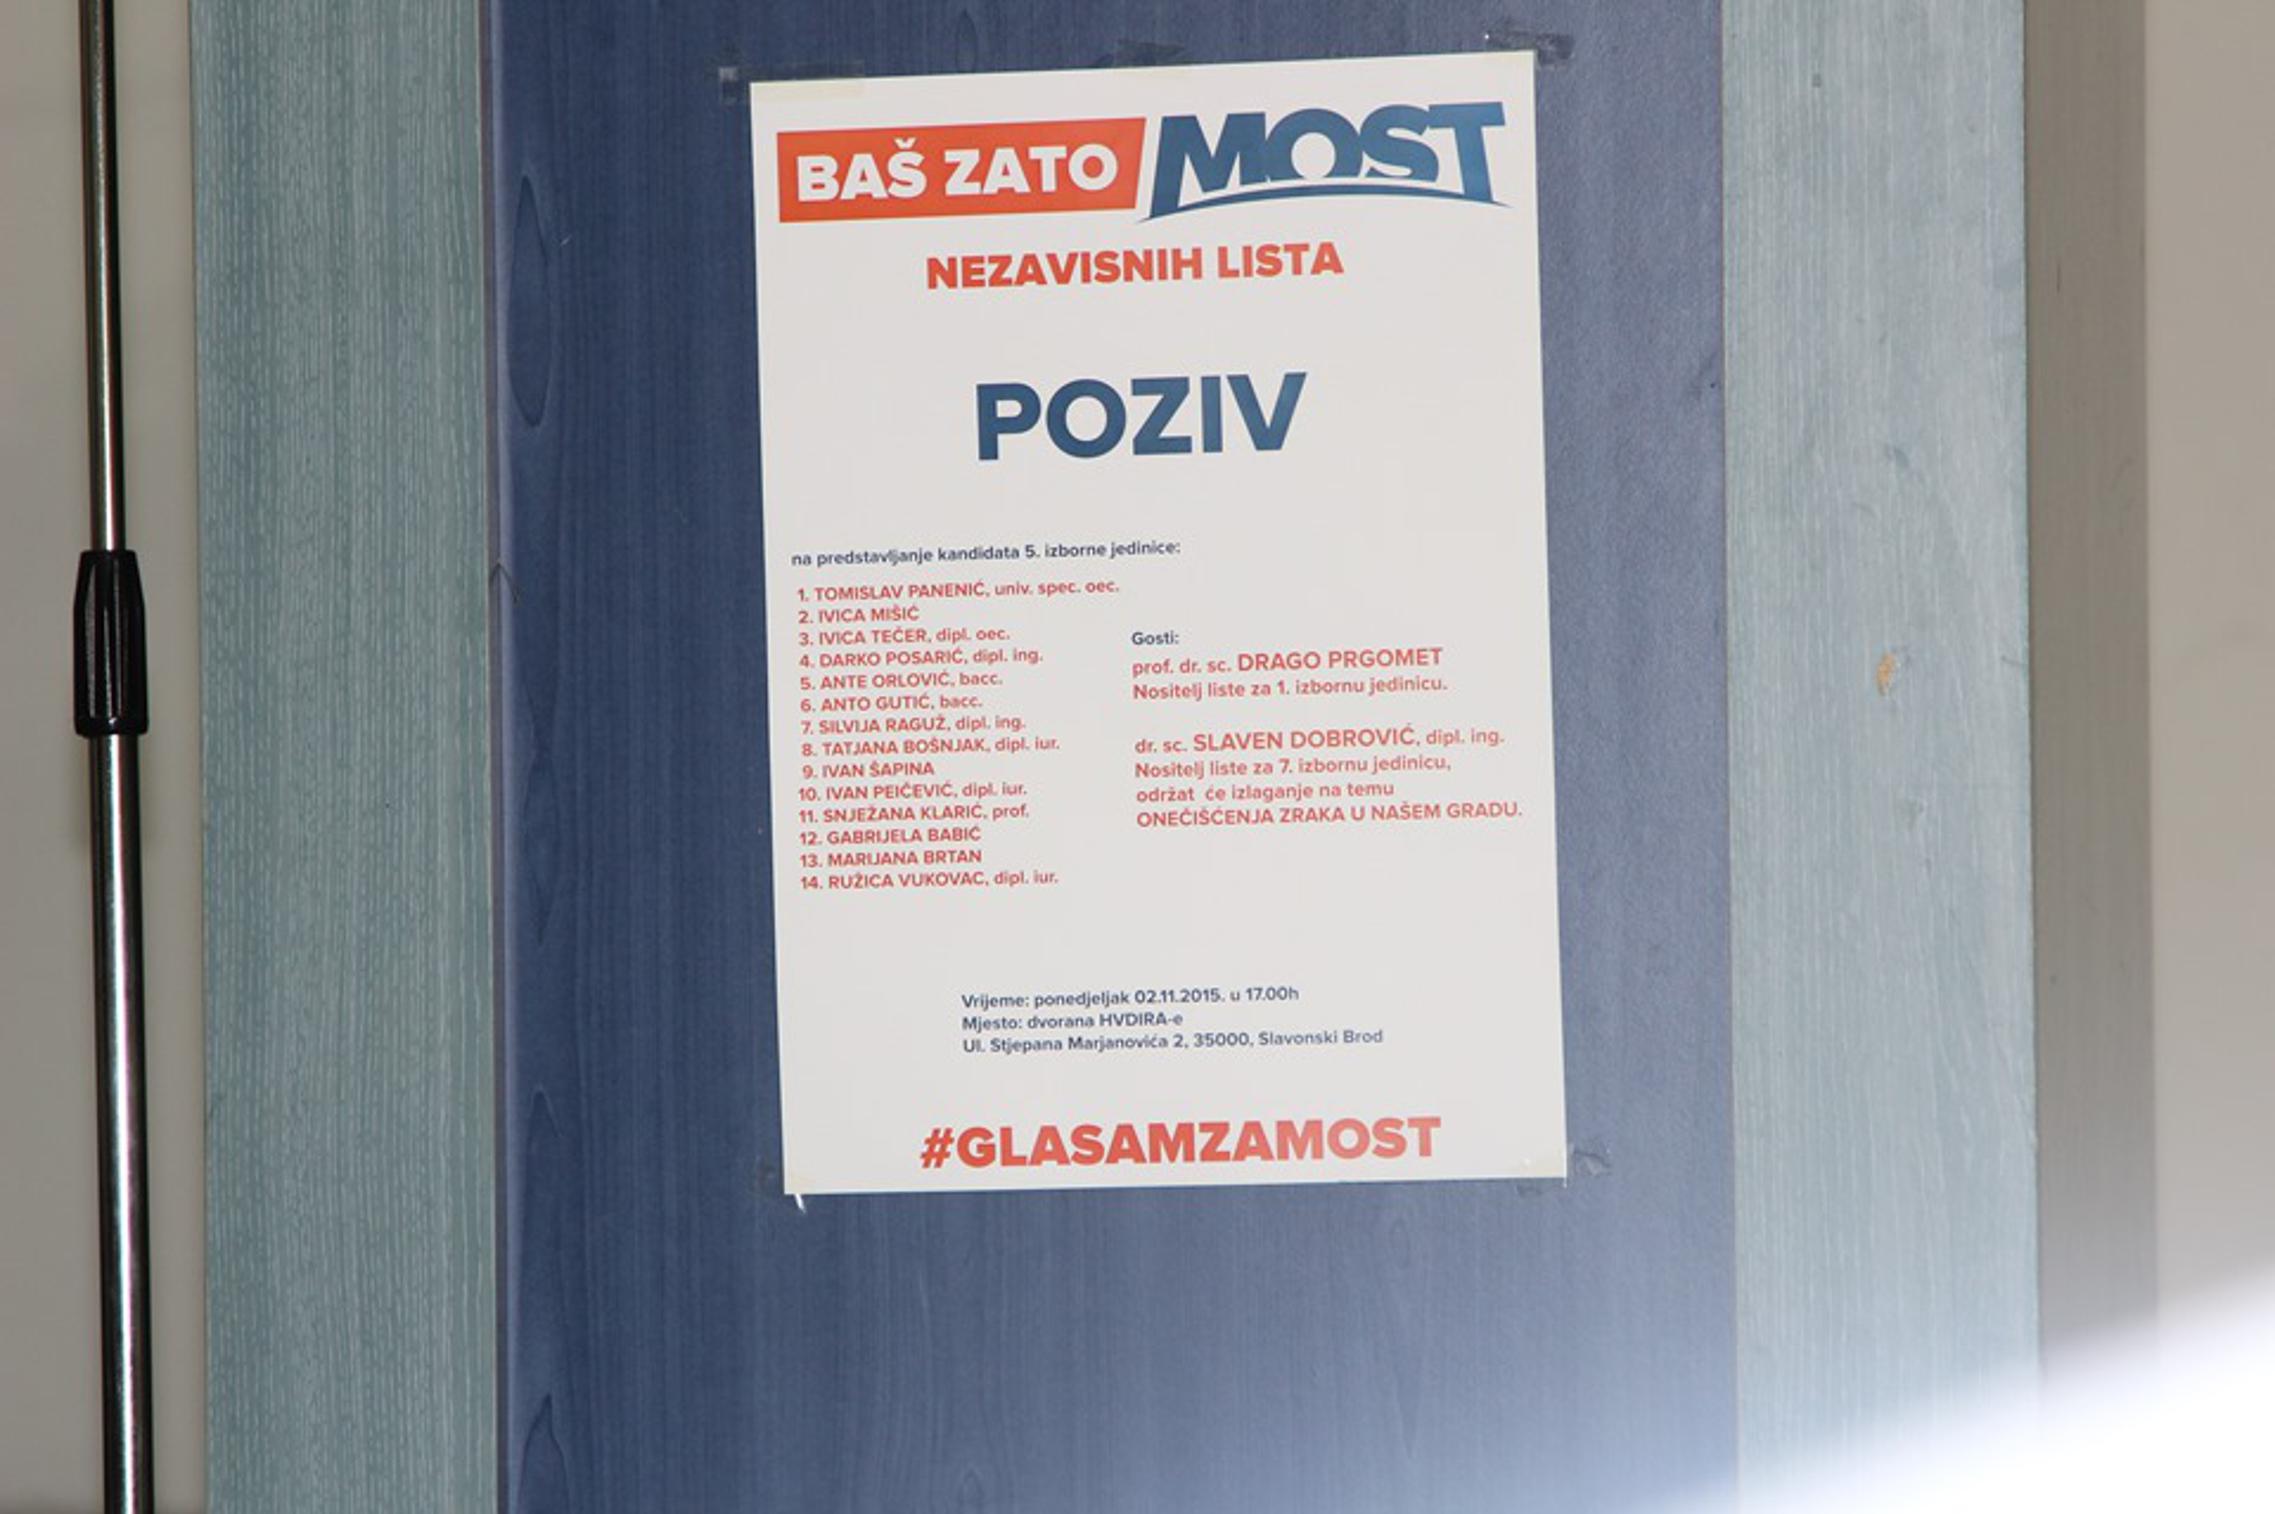 BAŠ ZATO MOST
NEZAVISNIH LISTA
POZIV
na predstavljanje kandidata 5. izborne jedinice:
1. TOMISLAV PANENIĆ, univ. spec. oec.
2. IVICA MIŠIĆ
3. IVICA TEČER, dipl. oec.
4. DARKO POSARIĆ, dipl. ing.
5. ANTE ORLOVIĆ, bacc.
6. ANTO GUTIĆ, bacc.
7. SILVIJA RAGUŽ, dipl. ing.
8. TATJANA BOŠNJAK, dipl. iur.
9. IVAN ŠAPINA
10. IVAN PEIČEVIĆ, dipl. iur.
11. SNJEŽANA KLARIĆ, prof.
12. GABRIJELA BABIĆ
13. MARIJANA BRTAN
14. RUŽICA VUKOVAC, dipl. iur.
Gosti:
prof. dr. sc. DRAGO PRGOMET
Nositelj liste za 1. izbornu jedinicu.
dr. sc. SLAVEN DOBROVIĆ, dipl. ing.
Nositelj liste za 7. izbornu jedinicu,
održat će izlaganje na temu
ONEČIŠĆENJA ZRAKA U NAŠEM GRADU.
Vrijeme: ponedjeljak 02.11.2015. u 17.00h
Mjesto: dvorana HVDIRA-e
Ul. Stjepana Marjanovića 2, 35000, Slavonski Brod
#GLASAMZAMOST